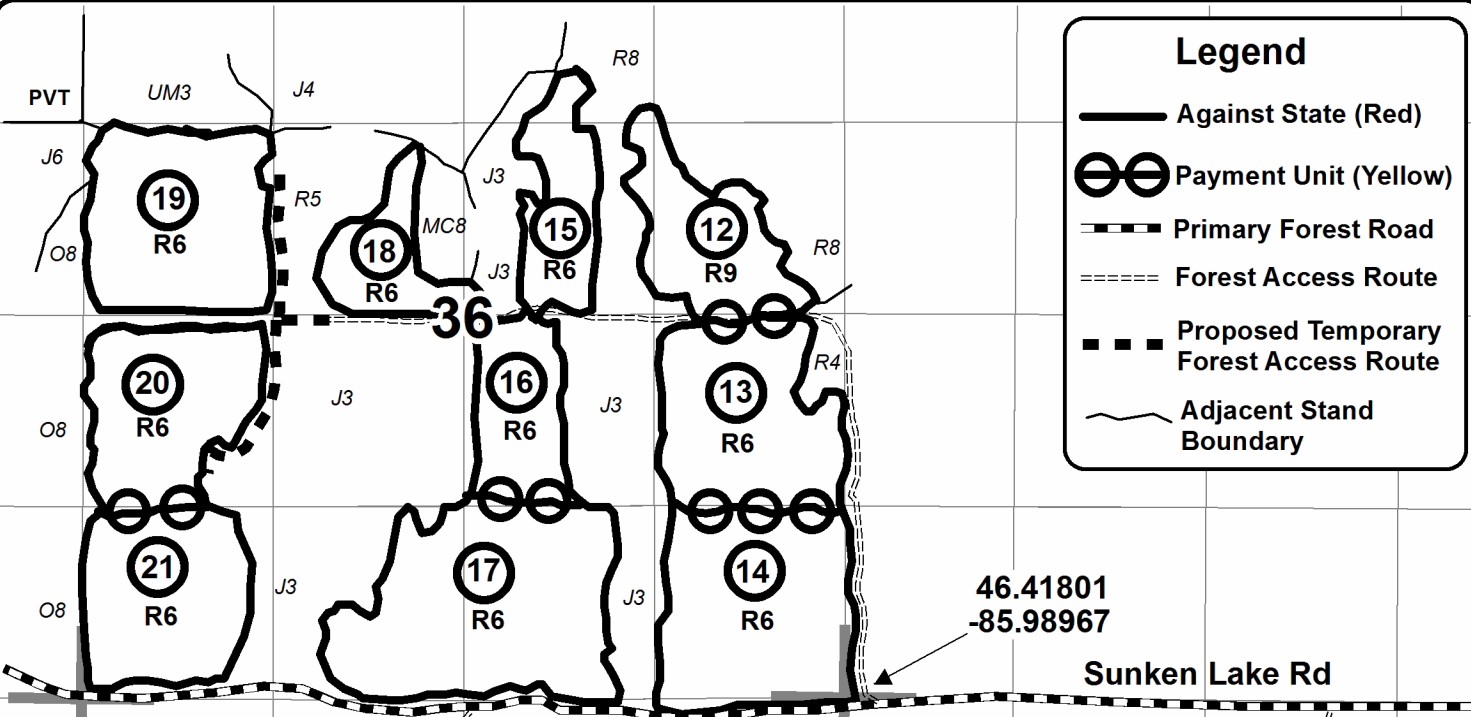 Legend
Against State (Red)
Payment Unit (Yellow)
Primary Forest Road
Forest Access Route
Proposed Temporary
Forest Access Route
Adjacent Stand
Boundary
R8
UM3
J4
PVT
J6
J3
19
R5
R6
O8
18
R6
MC8
J3
15
R6
12
R9
R8
36
20
R6
O8
J3
16
R6
J3
13
R6
R4
21
R6
O8
J3
17
R6
J3
14
R6
46.41801
-85.98967
Sunken Lake Rd